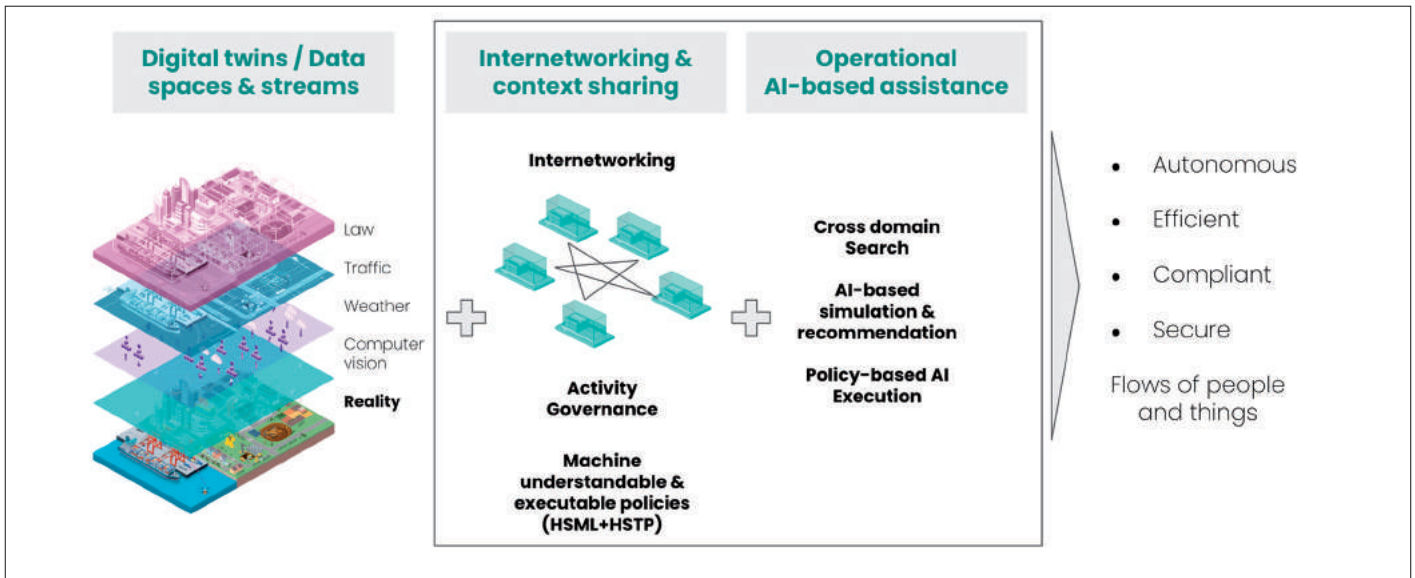 Digital twins / Data
spaces & streams
Law
Traffic
Weather
Computer
vision
Reality
Internetworking &
context sharing
Internetworking
Activity
Governance
Machine
understandable &
executable policies
(HSML+HSTP)
Operational
AI-based assistance
Cross domain
Search
AI-based
simulation &
recommendation
Policy-based AI
Execution
• Autonomous
• Efficient
• Compliant
• Secure
Flows of people
and things